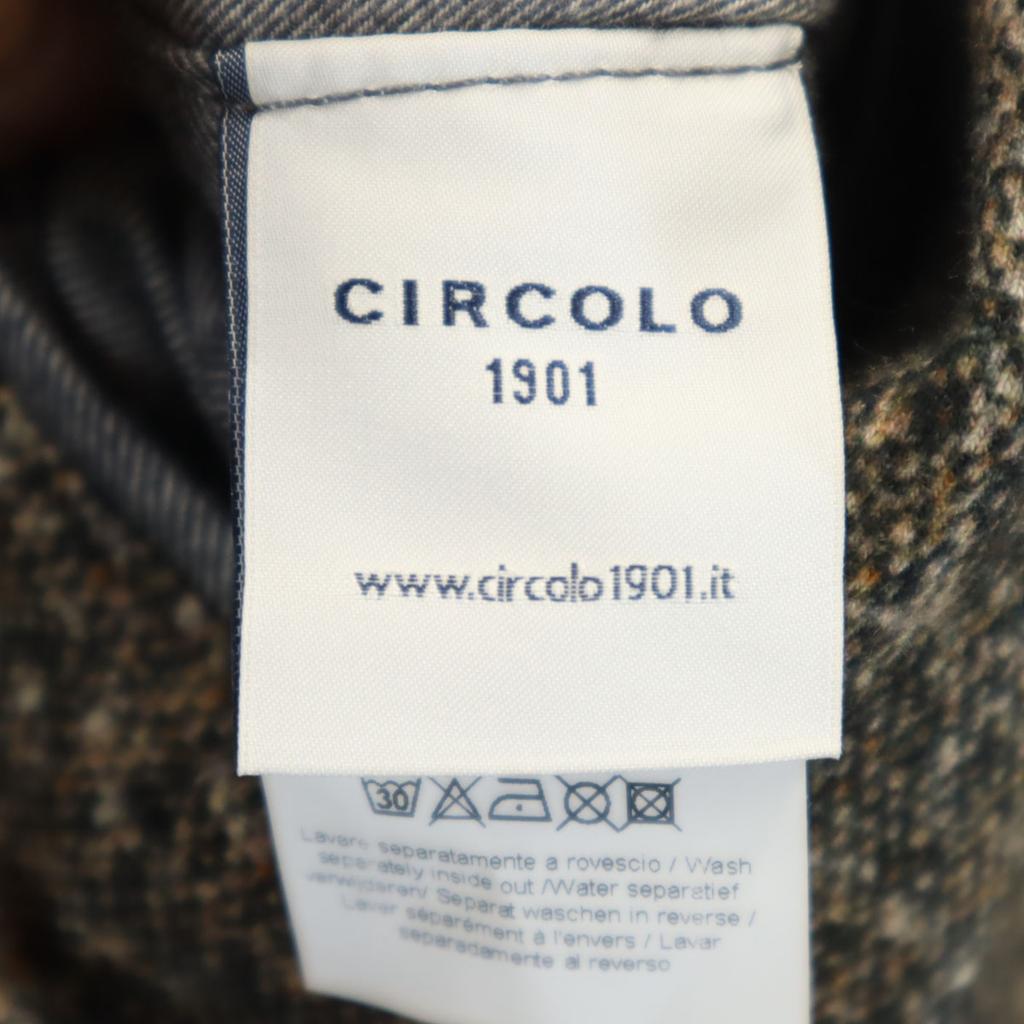 CIRCOLO
1901
www.circolo1901.it
30
Lavare separatamente a rovescio / Wash
separately inside out /Water separatief
verwijderen/ Separat waschen in reverse /
Laver séparément à l'envers / Lavar
separadamente al reverso